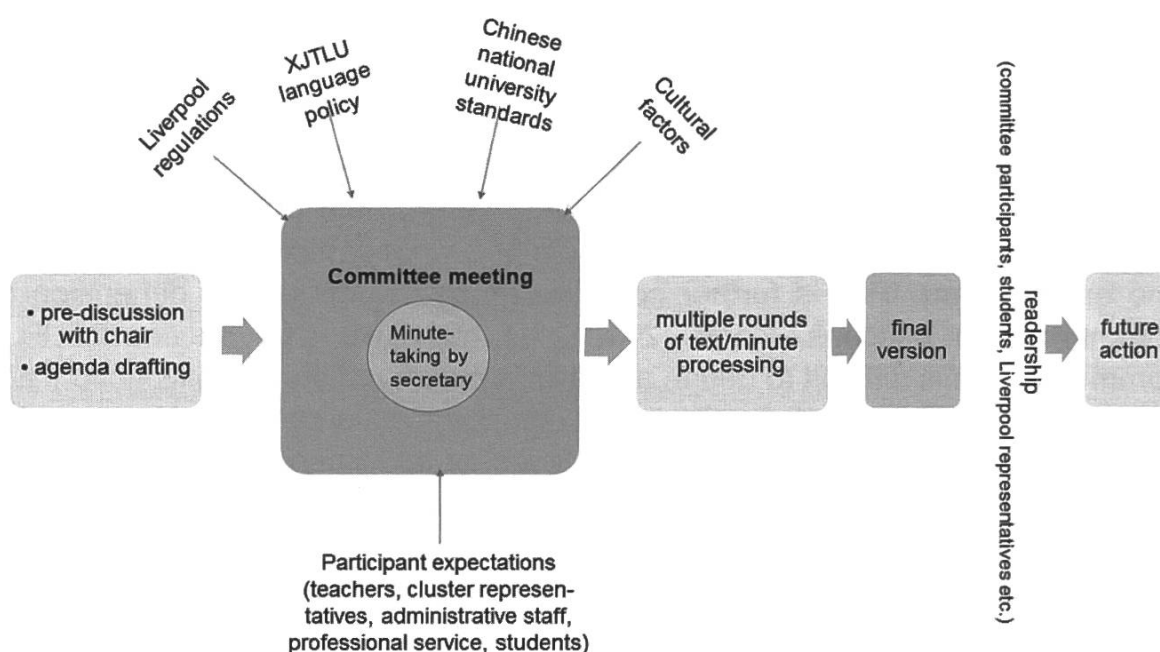 Liverpool
regulations
XJTLU
language
policy
Chinese
national
university
standards
Cultural
factors
• pre-discussion
with chair
• agenda drafting
Committee meeting
Minute-
taking by
secretary
multiple rounds
of text/minute
processing
final
version
readership
(committee participants, students, Liverpool representatives etc.)
future
action
Participant expectations
(teachers, cluster represen-
tatives, administrative staff,
professional service, students)